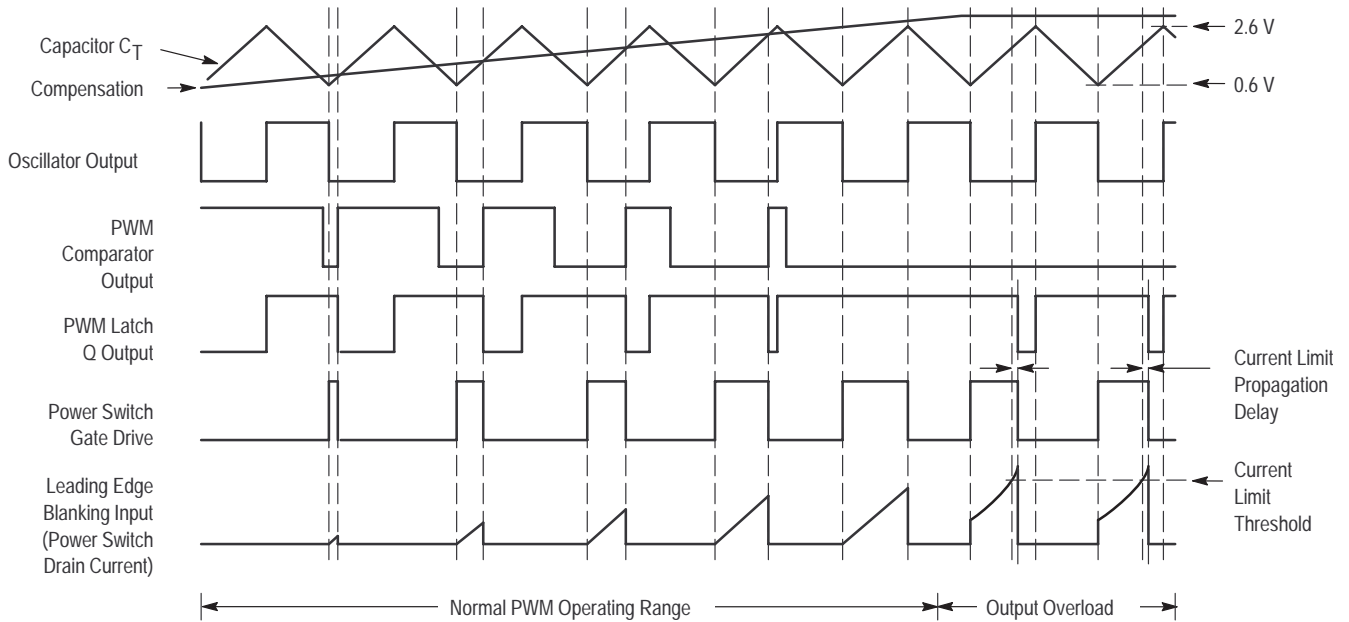 Capacitor CT
Compensation
2.6 V
0.6 V
Oscillator Output
PWM
Comparator
Output
PWM Latch
Q Output
Current Limit
Propagation
Delay
Power Switch
Gate Drive
Leading Edge
Blanking Input
(Power Switch
Drain Current)
Current
Limit
Threshold
Normal PWM Operating Range
Output Overload